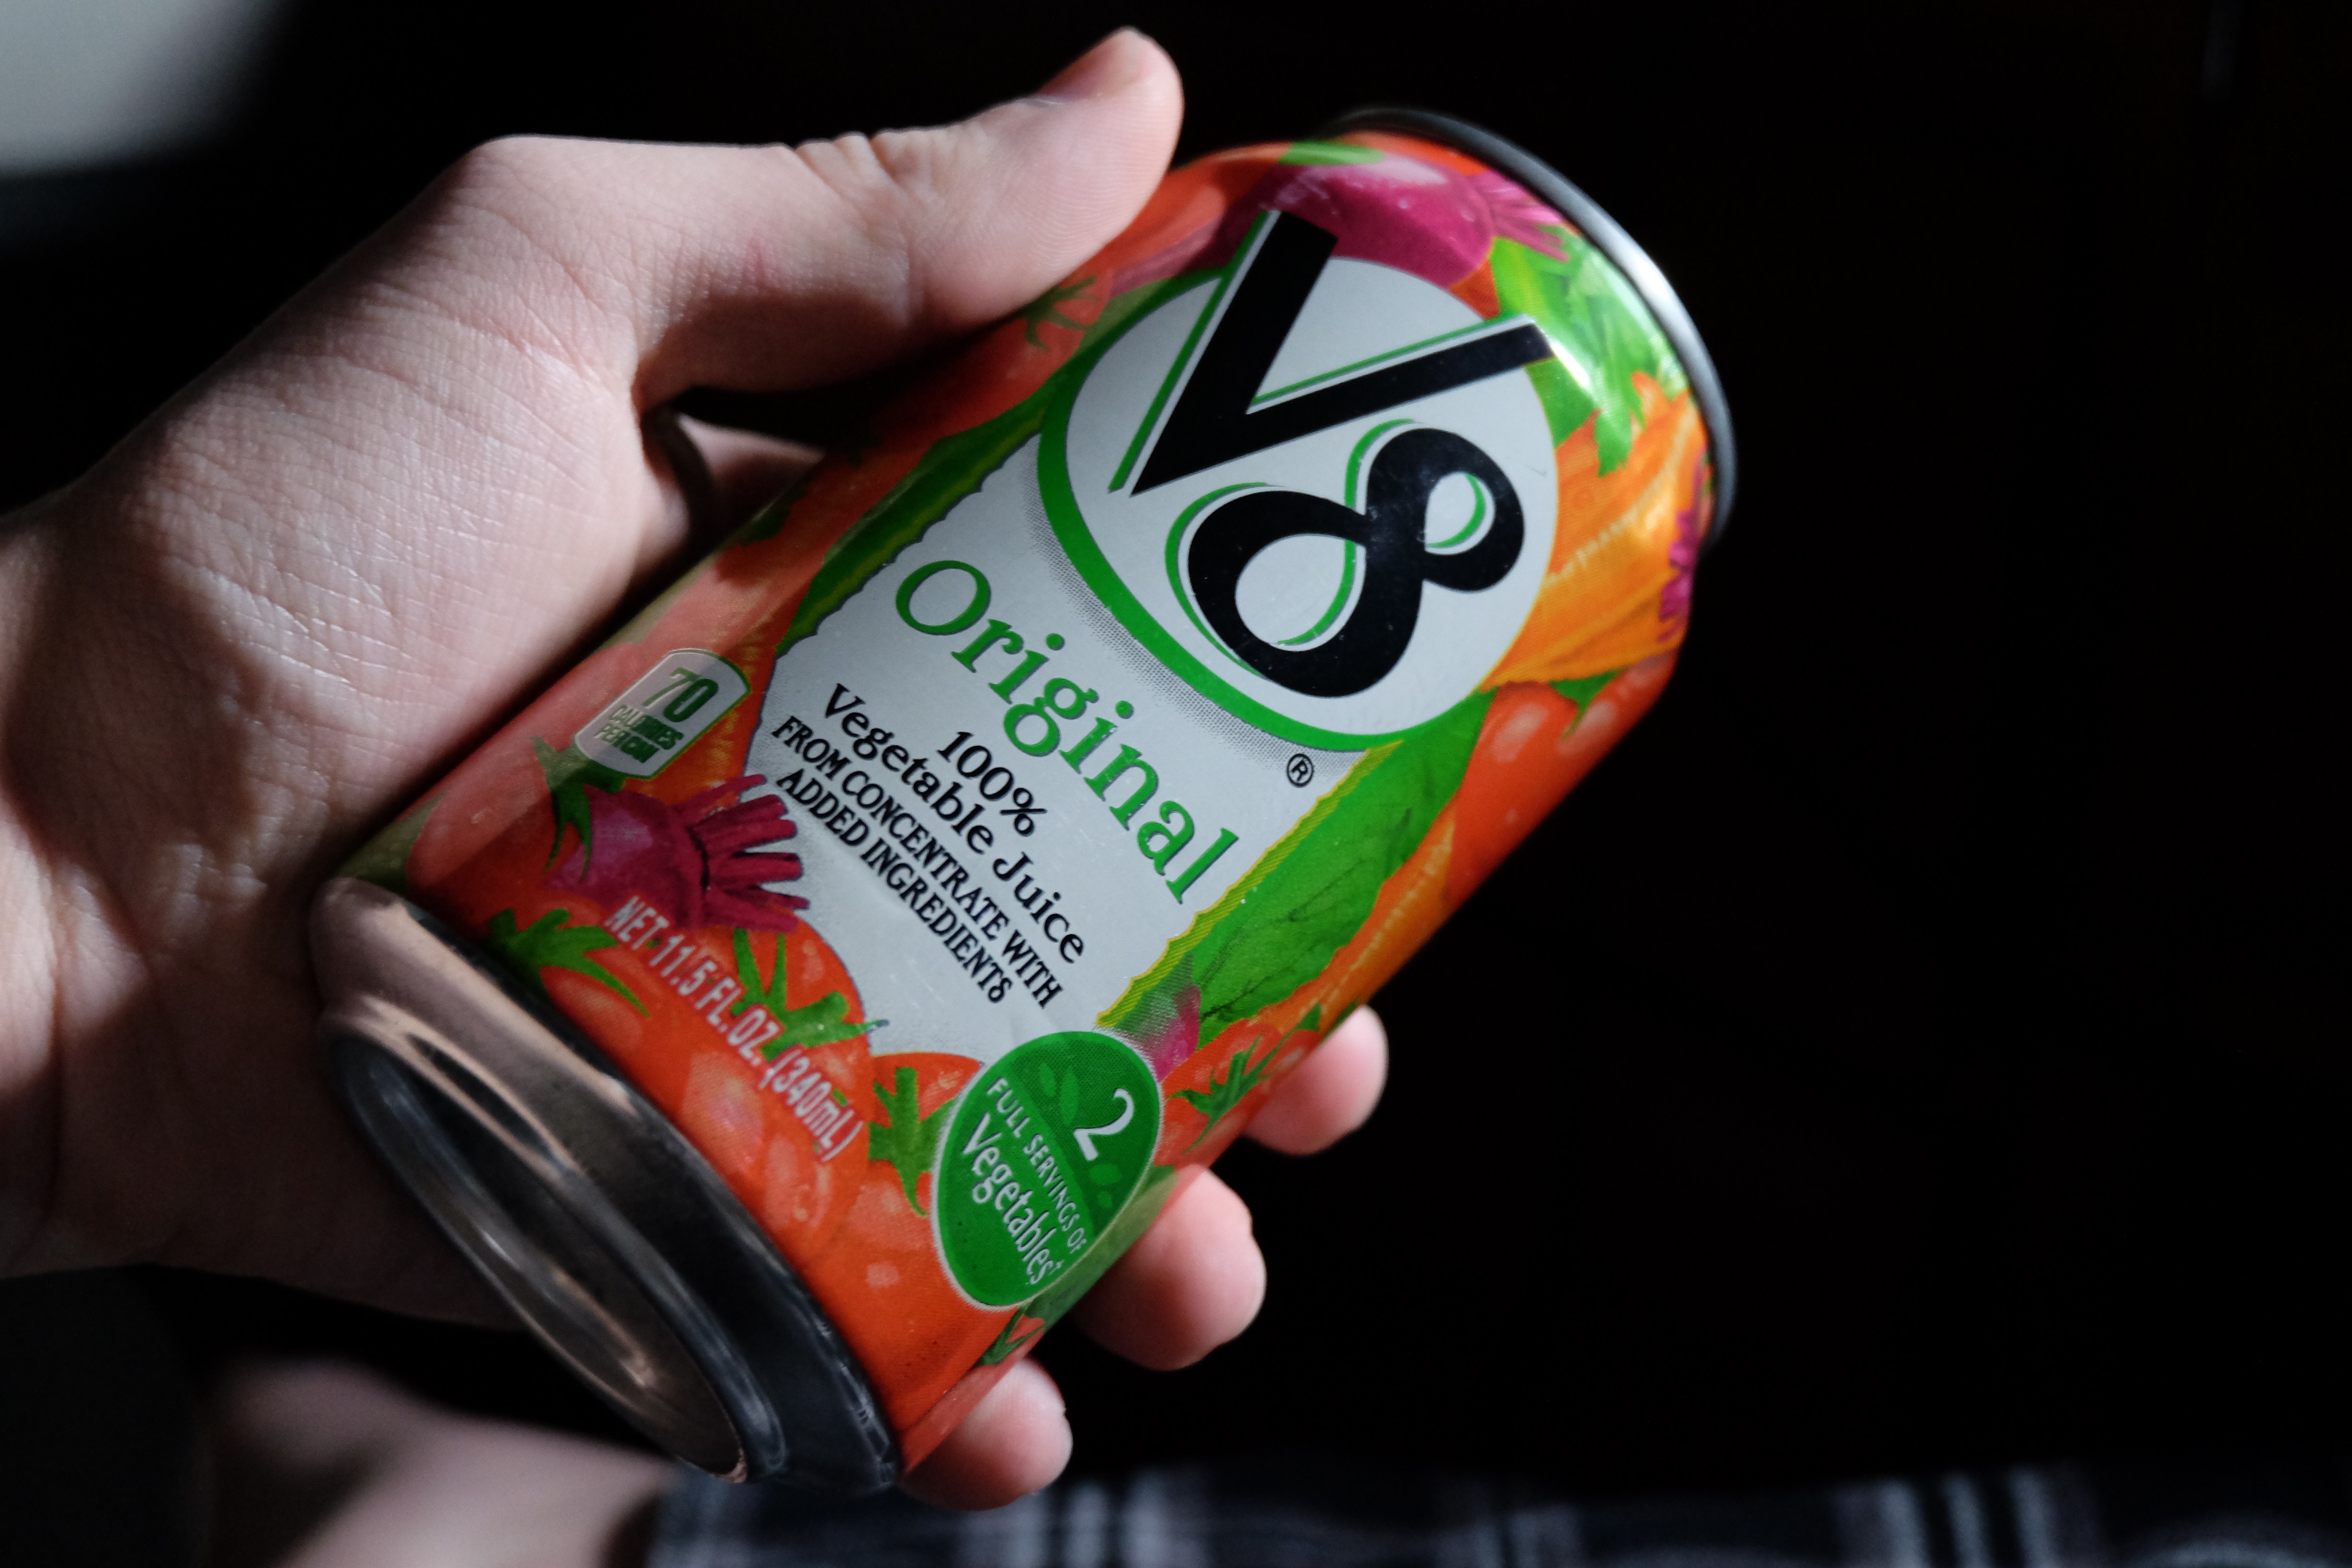 V8
®
Original
100%
Vegetable Juice
FROM CONCENTRATE WITH
ADDED INGREDIENTS
70
CALORIES
PER CAN
NET 11.5 FL.OZ. (340mL)
2
FULL SERVINGS OF
Vegetables†